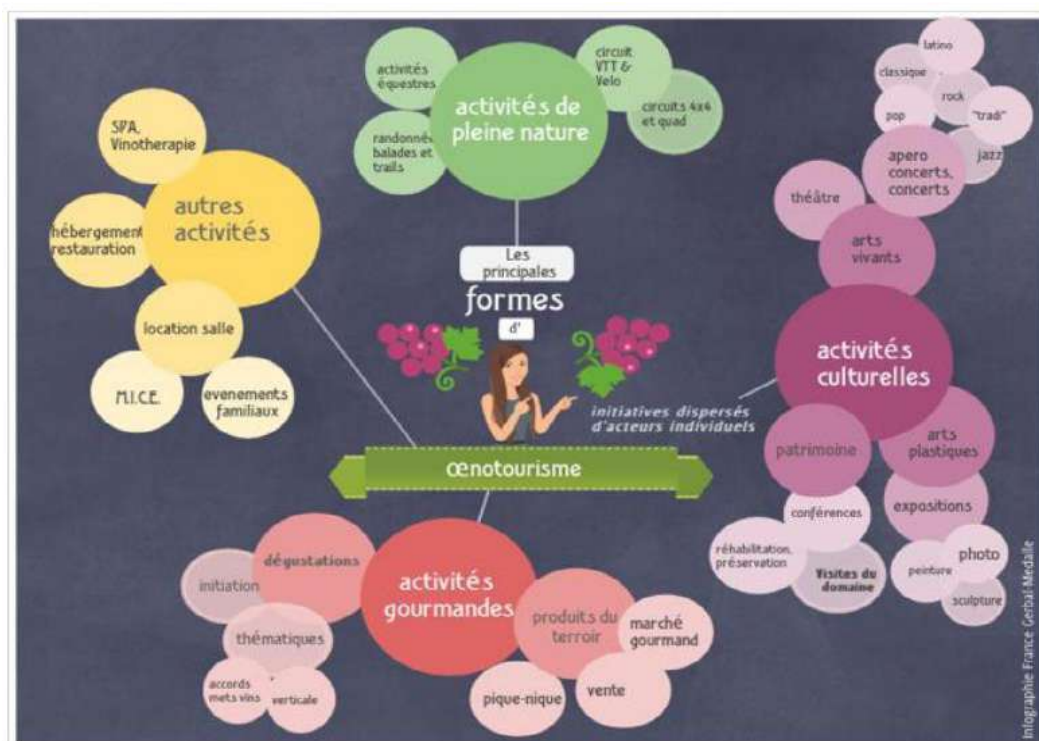 Les
principales
formes
d'
œnotourisme
initiatives dispersés
d'acteurs individuels
activités de
pleine nature
activités
équestres
randonnée
balades et
trails
circuit
VTT &
Velo
circuits 4x4
et quad
autres
activités
SPA,
Vinotherapie
hébergement
restauration
location salle
M.I.C.E.
evenements
familiaux
activités
culturelles
arts
vivants
théâtre
apero
concerts,
concerts
latino
classique
rock
pop
"tradi"
jazz
patrimoine
conférences
réhabilitation,
préservation
Visites du
domaine
arts
plastiques
expositions
peinture
photo
sculpture
activités
gourmandes
dégustations
initiation
thématiques
accords
mets vins
verticale
produits du
terroir
marché
gourmand
vente
pique-nique
Infographie France Gerbal-Medalle